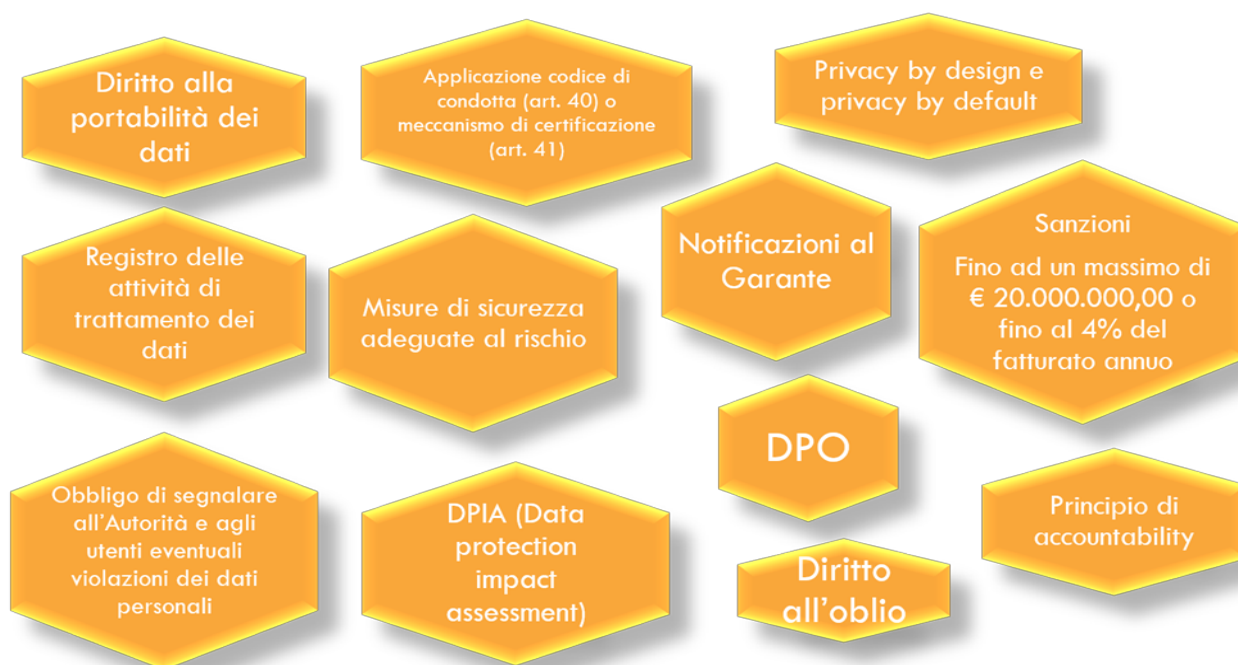 Diritto alla
portabilità dei
dati
Applicazione codice di
condotta (art. 40) o
meccanismo di certificazione
(art. 41)
Privacy by design e
privacy by default
Registro delle
attività di
trattamento dei
dati
Misure di sicurezza
adeguate al rischio
Notificazioni al
Garante
Sanzioni
Fino ad un massimo di
€ 20.000.000,00 o
fino al 4% del
fatturato annuo
DPO
Obbligo di segnalare
all'Autorità e agli
utenti eventuali
violazioni dei dati
personali
DPIA (Data
protection
impact
assessment)
Diritto
all'oblio
Principio di
accountability